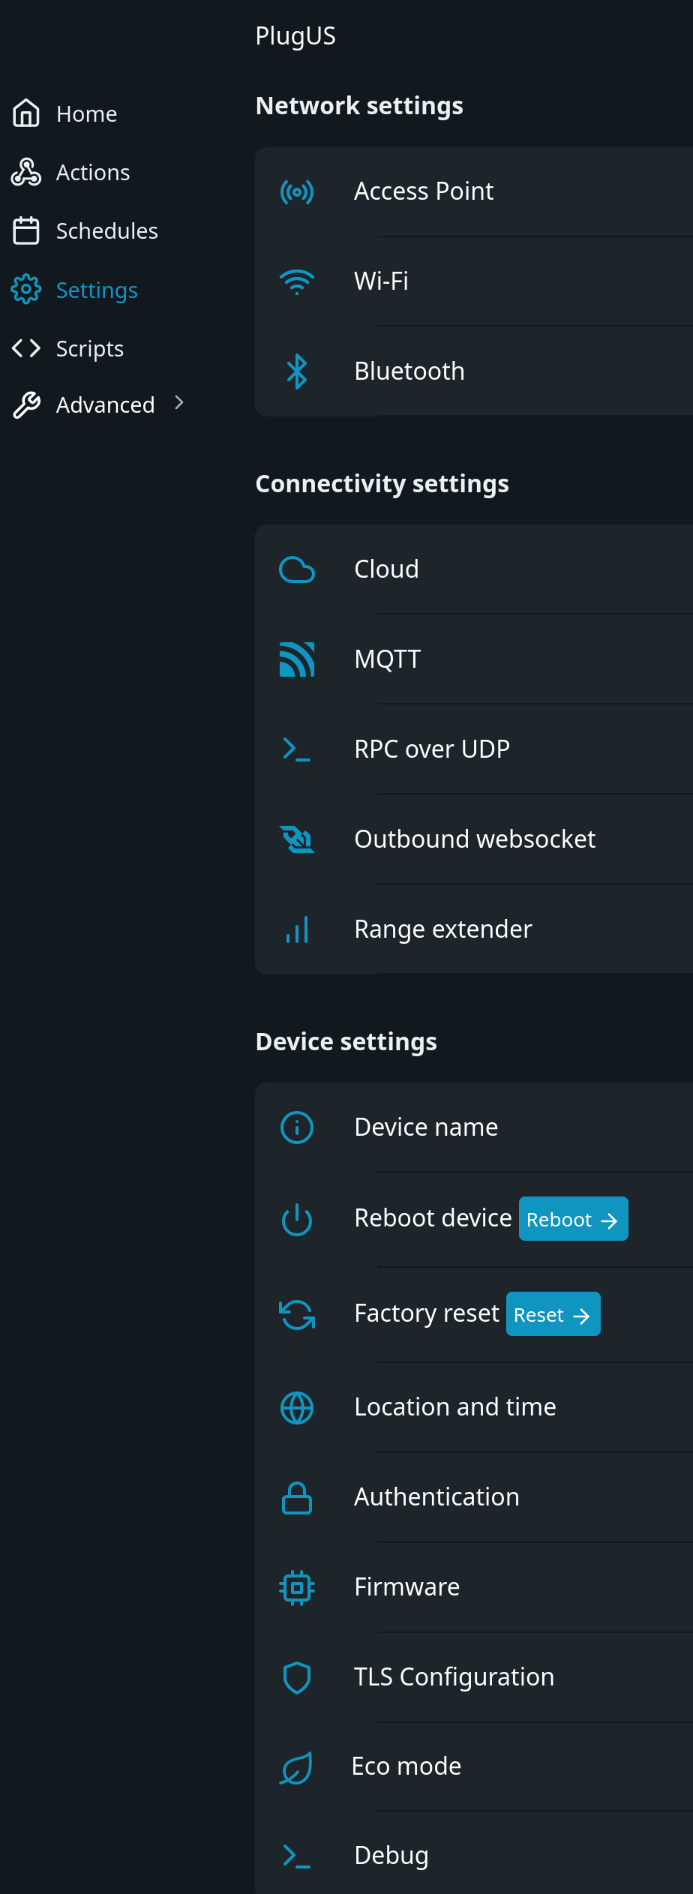 PlugUS
Home
Actions
Schedules
Settings
Scripts
Advanced
Network settings
Access Point
Wi-Fi
Bluetooth
Connectivity settings
Cloud
MQTT
RPC over UDP
Outbound websocket
Range extender
Device settings
Device name
Reboot device Reboot
Factory reset Reset
Location and time
Authentication
Firmware
TLS Configuration
Eco mode
Debug